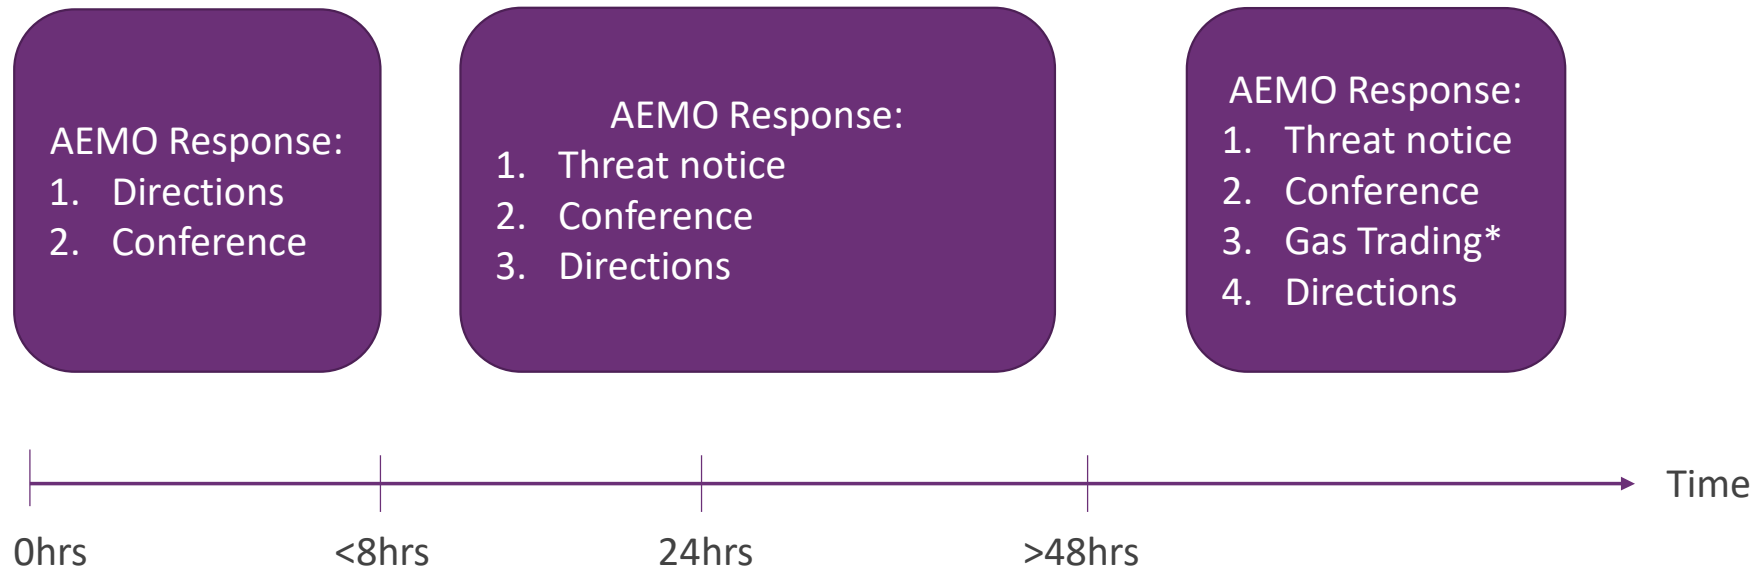 AEMO Response:
1. Directions
2. Conference
AEMO Response:
1. Threat notice
2. Conference
3. Directions
AEMO Response:
1. Threat notice
2. Conference
3. Gas Trading*
4. Directions
Time
0hrs
<8hrs
24hrs
>48hrs